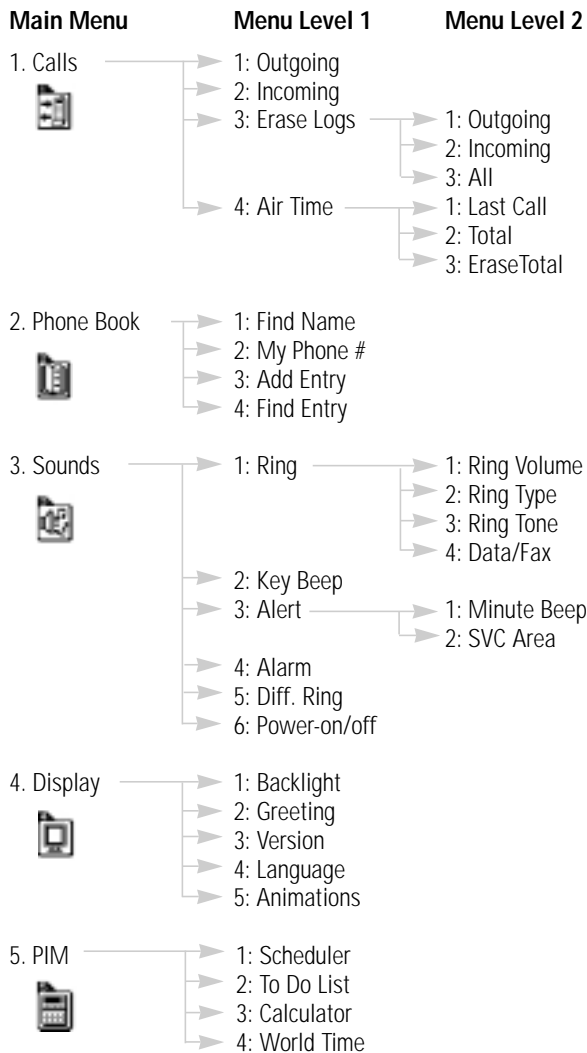 Main Menu Menu Level 1 Menu Level 2
1. Calls 1: Outgoing
2: Incoming
3: Erase Logs 1: Outgoing
2: Incoming
3: All
4: Air Time 1: Last Call
2: Total
3: EraseTotal
2. Phone Book 1: Find Name
2: My Phone #
3: Add Entry
4: Find Entry
3. Sounds 1: Ring 1: Ring Volume
2: Ring Type
3: Ring Tone
4: Data/Fax
2: Key Beep
3: Alert 1: Minute Beep
2: SVC Area
4: Alarm
5: Diff. Ring
6: Power-on/off
4. Display 1: Backlight
2: Greeting
3: Version
4: Language
5: Animations
5. PIM 1: Scheduler
2: To Do List
3: Calculator
4: World Time